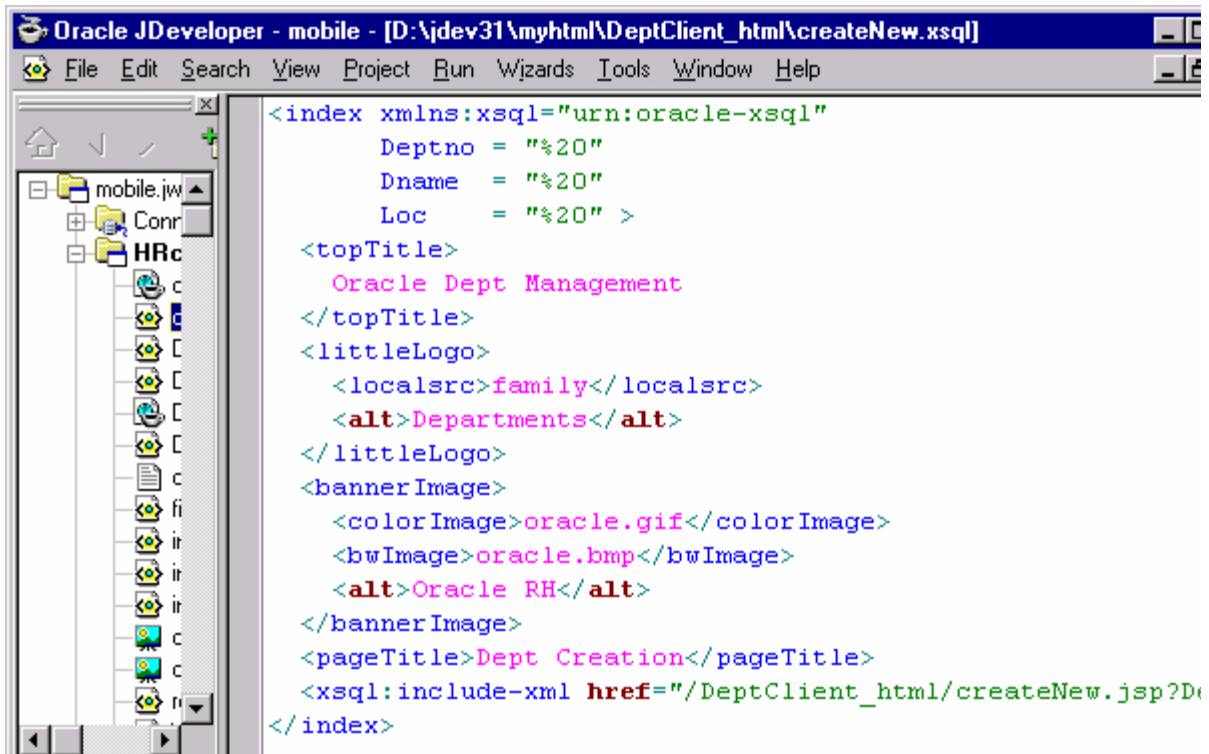 Oracle JDeveloper - mobile - [D:\jdev31\myhtml\DeptClient_html\createNew.xsql]
File Edit Search View Project Run Wizards Tools Window Help
mobile.jw
Conr
HRc
<index xmlns:xsql="urn:oracle-xsql"
Deptno = "%20"
Dname = "%20"
Loc = "%20" >
<topTitle>
Oracle Dept Management
</topTitle>
<littleLogo>
<localsrc>family</localsrc>
<alt>Departments</alt>
</littleLogo>
<bannerImage>
<colorImage>oracle.gif</colorImage>
<bwImage>oracle.bmp</bwImage>
<alt>Oracle RH</alt>
</bannerImage>
<pageTitle>Dept Creation</pageTitle>
<xsql:include-xml href="/DeptClient_html/createNew.jsp?De
</index>